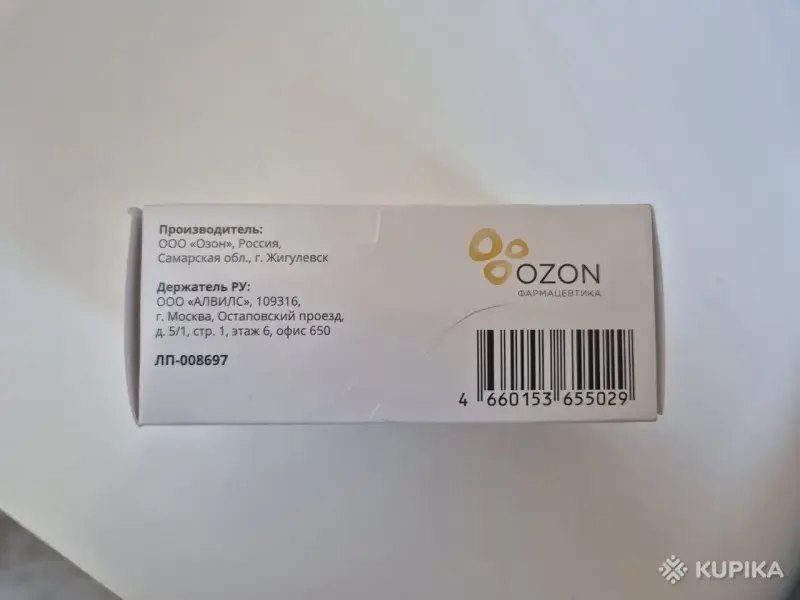 Производитель:
ООО «Озон», Россия,
Самарская обл., г. Жигулевск
Держатель РУ:
ООО «АЛВИЛС», 109316,
г. Москва, Остаповский проезд,
д. 5/1, стр. 1, этаж 6, офис 650
ЛП-008697
OZON
ФАРМАЦЕВТИКА
4 660153 655029
KUPIKA